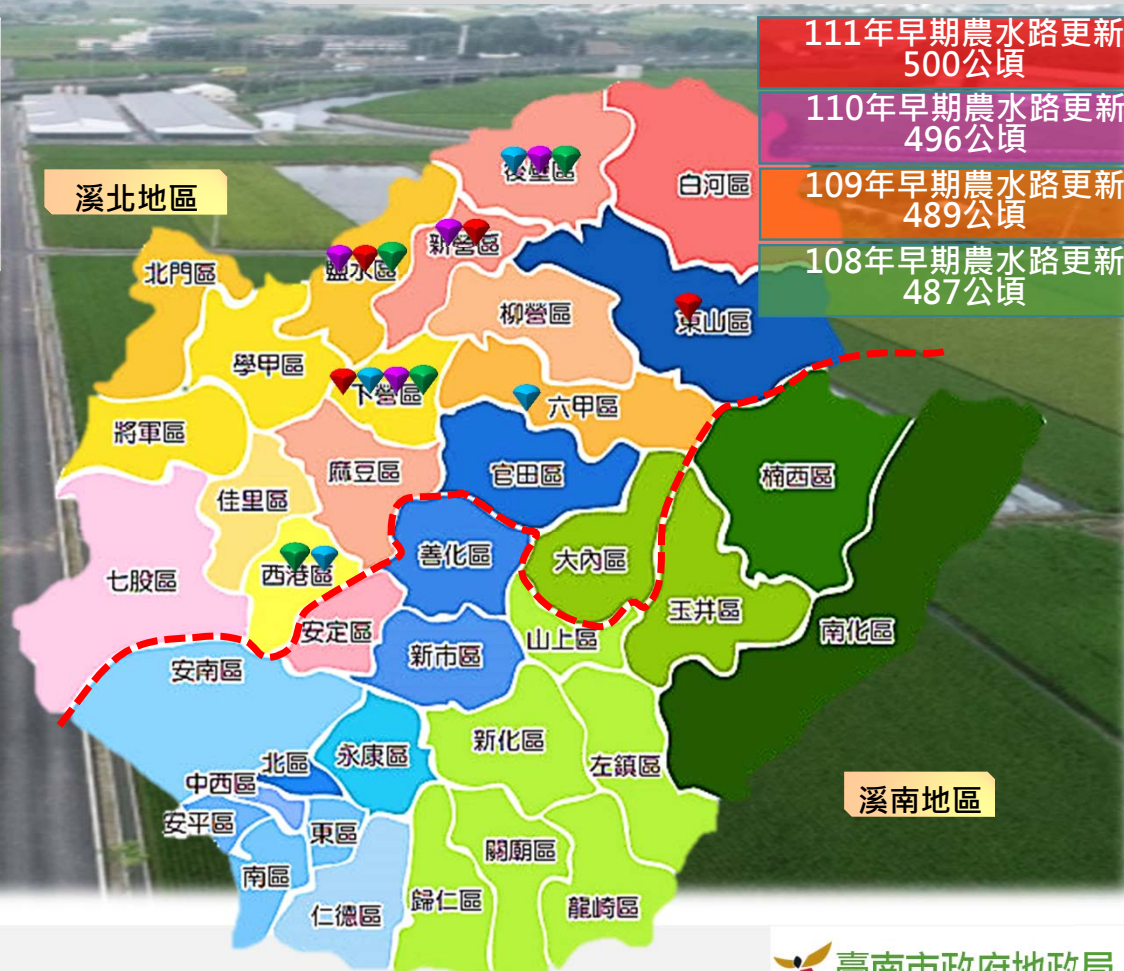 111年早期農水路更新
500公頃
110年早期農水路更新
496公頃
109年早期農水路更新
489公頃
108年早期農水路更新
487公頃
溪北地區
後壁區
白河區
新營區
鹽水區
北門區
柳營區
東山區
學甲區
下營區
六甲區
將軍區
麻豆區
官田區
楠西區
佳里區
善化區
大內區
七股區
西港區
玉井區
安定區
山上區
南化區
新市區
安南區
新化區
永康區
左鎮區
北區
中西區
溪南地區
安平區
東區
關廟區
南區
歸仁區
龍崎區
仁德區
臺南市政府地政局